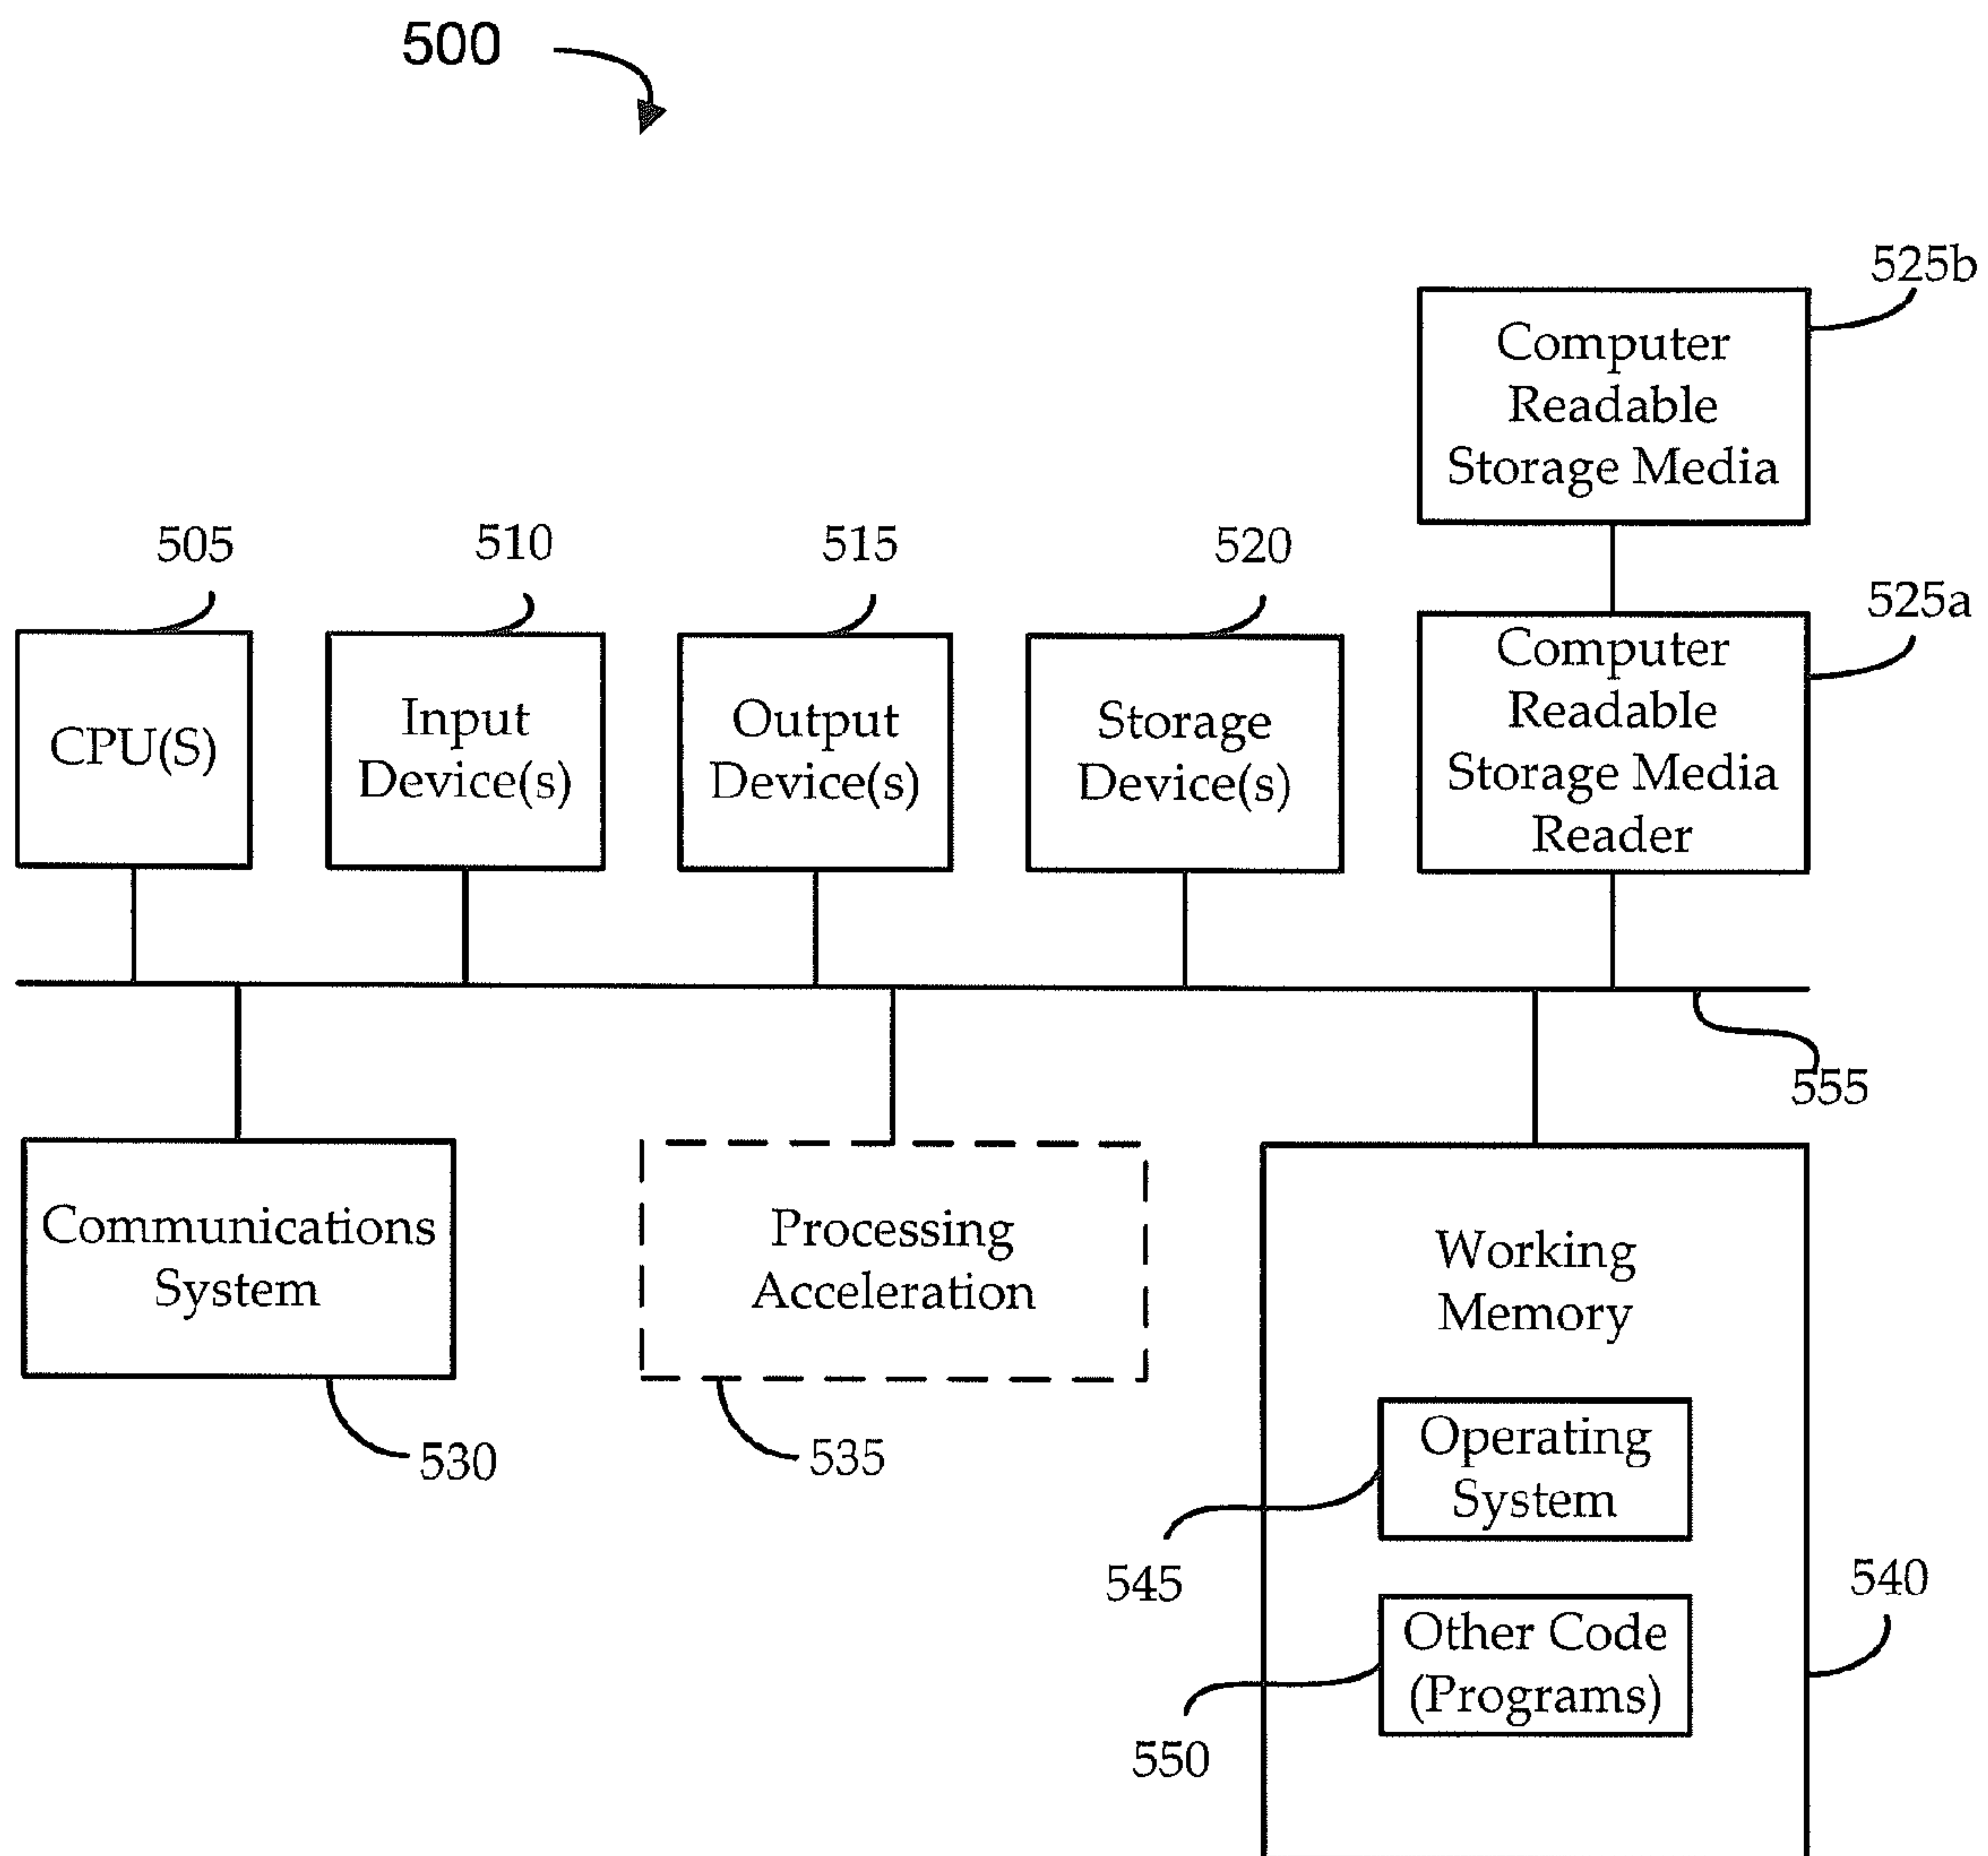 500
525b
Computer
Readable
Storage Media
505
510
515
520
525a
CPU(S)
Input
Device(s)
Output
Device(s)
Storage
Device(s)
Computer
Readable
Storage Media
Reader
555
Communications
System
530
Processing
Acceleration
535
Working
Memory
Operating
System
545
540
Other Code
(Programs)
550